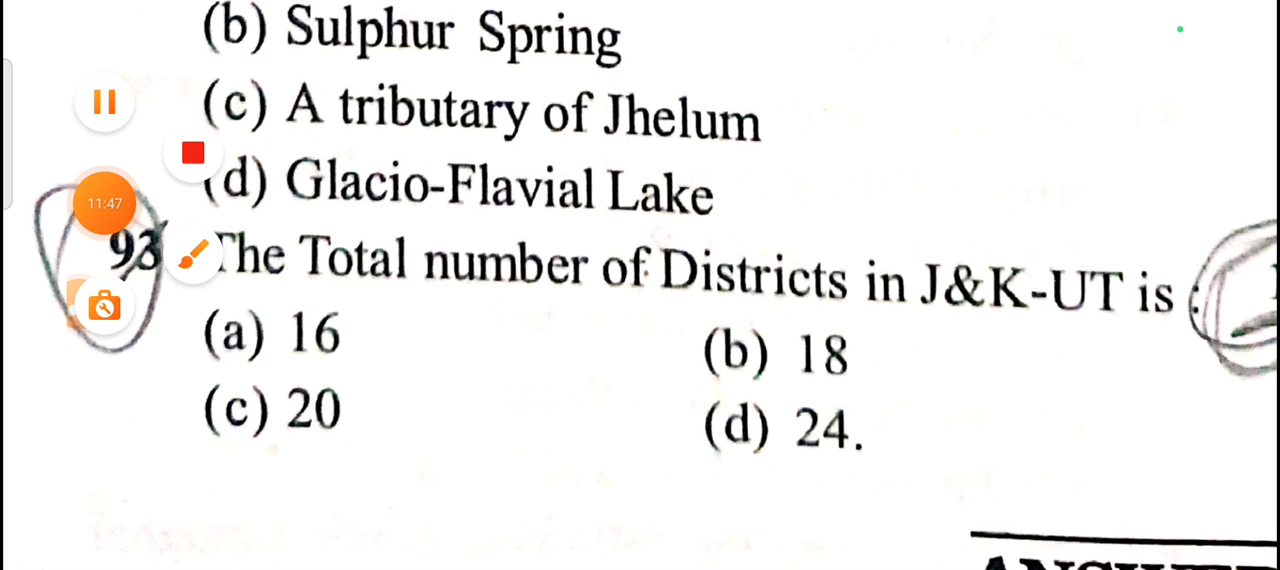 (b) Sulphur Spring
(c) A tributary of Jhelum
(d) Glacio-Flavial Lake
11:47
93 The Total number of Districts in J&K-UT is :
(a) 16
(b) 18
(c) 20
(d) 24.